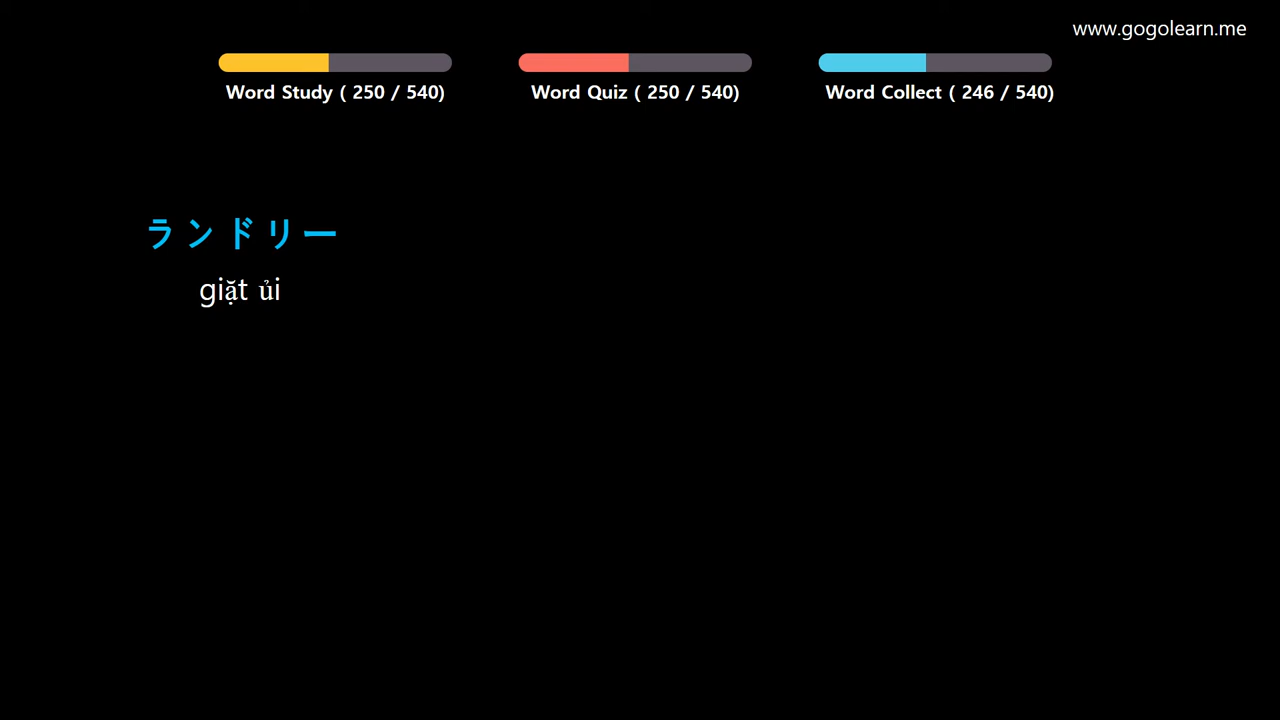 www.gogolearn.me
Word Study ( 250 / 540)
Word Quiz ( 250 / 540)
Word Collect ( 246 / 540)
ランドリー
giặt ủi